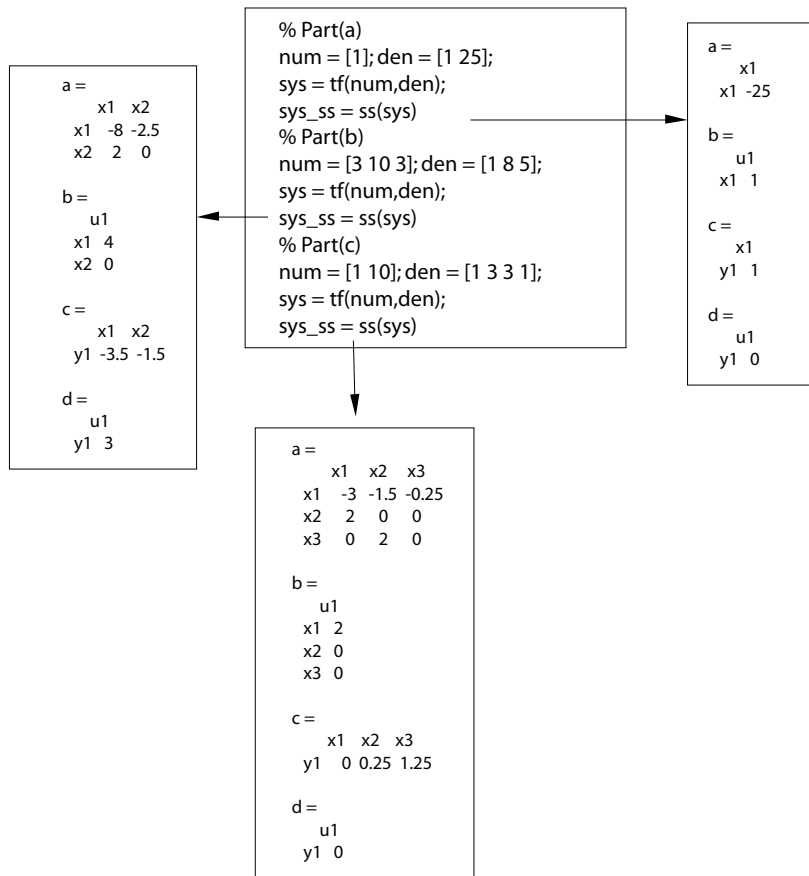 % Part(a)
num = [1]; den = [1 25];
sys = tf(num,den);
sys_ss = ss(sys)
% Part(b)
num = [3 10 3]; den = [1 8 5];
sys = tf(num,den);
sys_ss = ss(sys)
% Part(c)
num = [1 10]; den = [1 3 3 1];
sys = tf(num,den);
sys_ss = ss(sys)
a =
x1 x2
x1 -8 -2.5
x2 2 0
b =
u1
x1 4
x2 0
c =
x1 x2
y1 -3.5 -1.5
d =
u1
y1 3
a =
x1
x1 -25
b =
u1
x1 1
c =
x1
y1 1
d =
u1
y1 0
a =
x1 x2 x3
x1 -3 -1.5 -0.25
x2 2 0 0
x3 0 2 0
b =
u1
x1 2
x2 0
x3 0
c =
x1 x2 x3
y1 0 0.25 1.25
d =
u1
y1 0